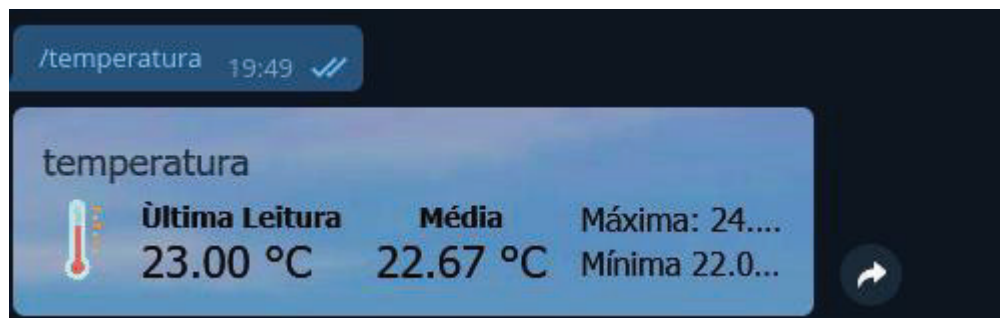 /temperatura 19:49
temperatura
Ùltima Leitura Média Máxima: 24....
23.00 °C 22.67 °C Mínima 22.0...